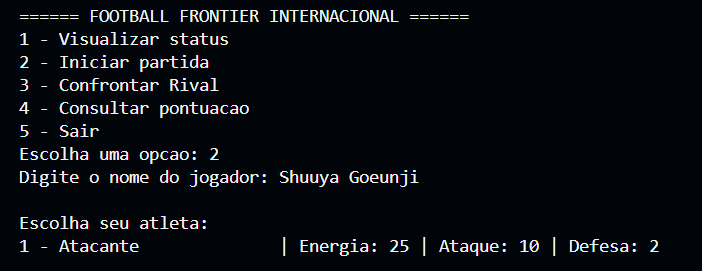 ====== FOOTBALL FRONTIER INTERNACIONAL ======
1 - Visualizar status
2 - Iniciar partida
3 - Confrontar Rival
4 - Consultar pontuacao
5 - Sair
Escolha uma opcao: 2
Digite o nome do jogador: Shuuya Goeunji
Escolha seu atleta:
1 - Atacante | Energia: 25 | Ataque: 10 | Defesa: 2